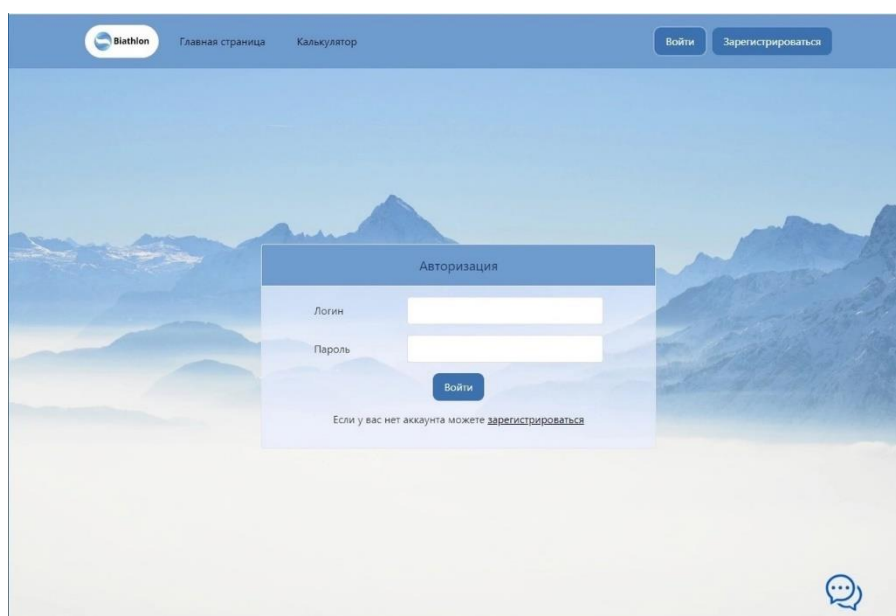 Biathlon Главная страница Калькулятор Войти Зарегистрироваться
Авторизация
Логин
Пароль
Войти
Если у вас нет аккаунта можете зарегистрироваться